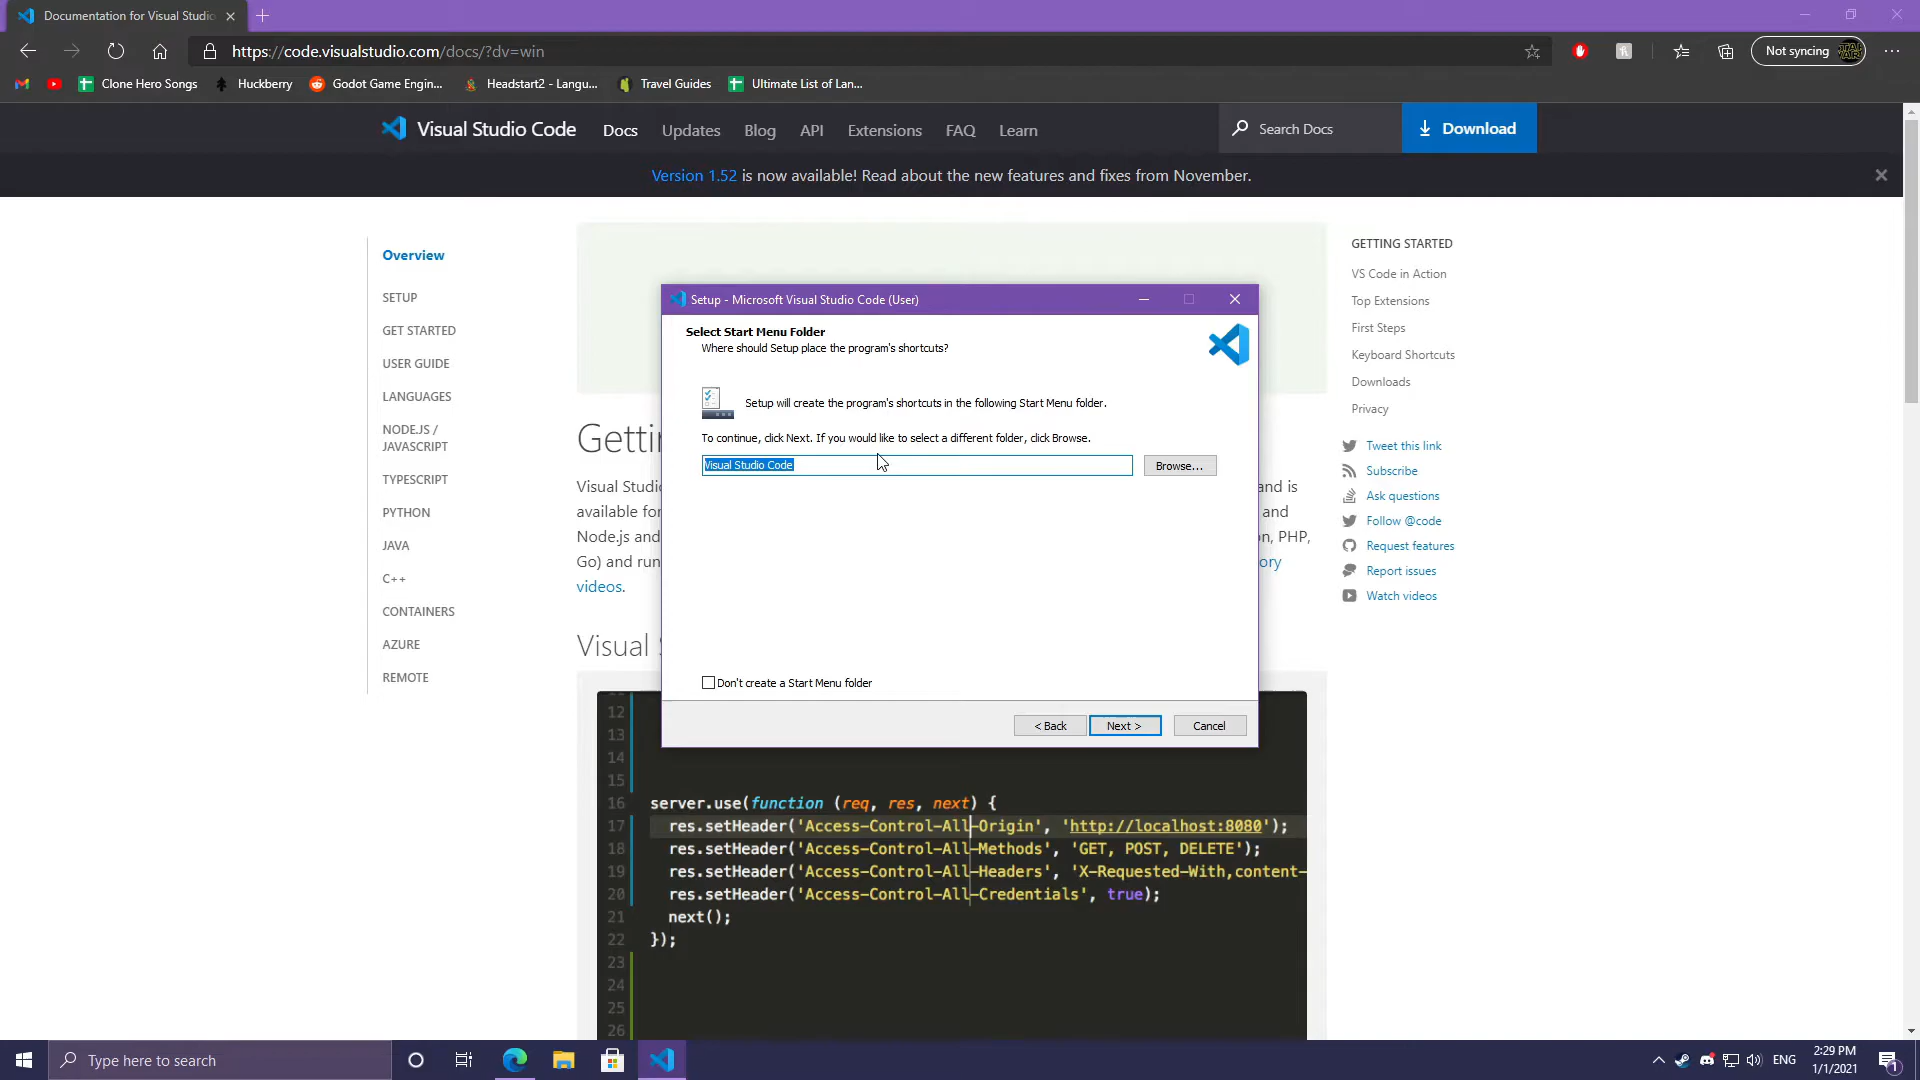 Documentation for Visual Studio
https://code.visualstudio.com/docs/?dv=win
Not syncing
Clone Hero Songs
Huckberry
Godot Game Engin...
Headstart2 - Langu...
Travel Guides
Ultimate List of Lan...
Visual Studio Code
Docs
Updates
Blog
API
Extensions
FAQ
Learn
Search Docs
Download
Version 1.52 is now available! Read about the new features and fixes from November.
Overview
SETUP
GET STARTED
USER GUIDE
LANGUAGES
NODE.JS /
JAVASCRIPT
TYPESCRIPT
PYTHON
JAVA
C++
CONTAINERS
AZURE
REMOTE
Setup - Microsoft Visual Studio Code (User)
Select Start Menu Folder
Where should Setup place the program's shortcuts?
Setup will create the program's shortcuts in the following Start Menu folder.
To continue, click Next. If you would like to select a different folder, click Browse.
Visual Studio Code
Browse...
Don't create a Start Menu folder
< Back
Next >
Cancel
Getti
Visual Studi
and is
available for
and
Node.js and
on, PHP,
Go) and run
ory
videos.
Visual S
GETTING STARTED
VS Code in Action
Top Extensions
First Steps
Keyboard Shortcuts
Downloads
Privacy
Tweet this link
Subscribe
Ask questions
Follow @code
Request features
Report issues
Watch videos
12
13
14
15
16 server.use(function (req, res, next) {
17 res.setHeader('Access-Control-All-Origin', 'http://localhost:8080');
18 res.setHeader('Access-Control-All-Methods', 'GET, POST, DELETE');
19 res.setHeader('Access-Control-All-Headers', 'X-Requested-With,content-
20 res.setHeader('Access-Control-All-Credentials', true);
21 next();
22 });
23
24
25
26
Type here to search
ENG
2:29 PM
1/1/2021
1